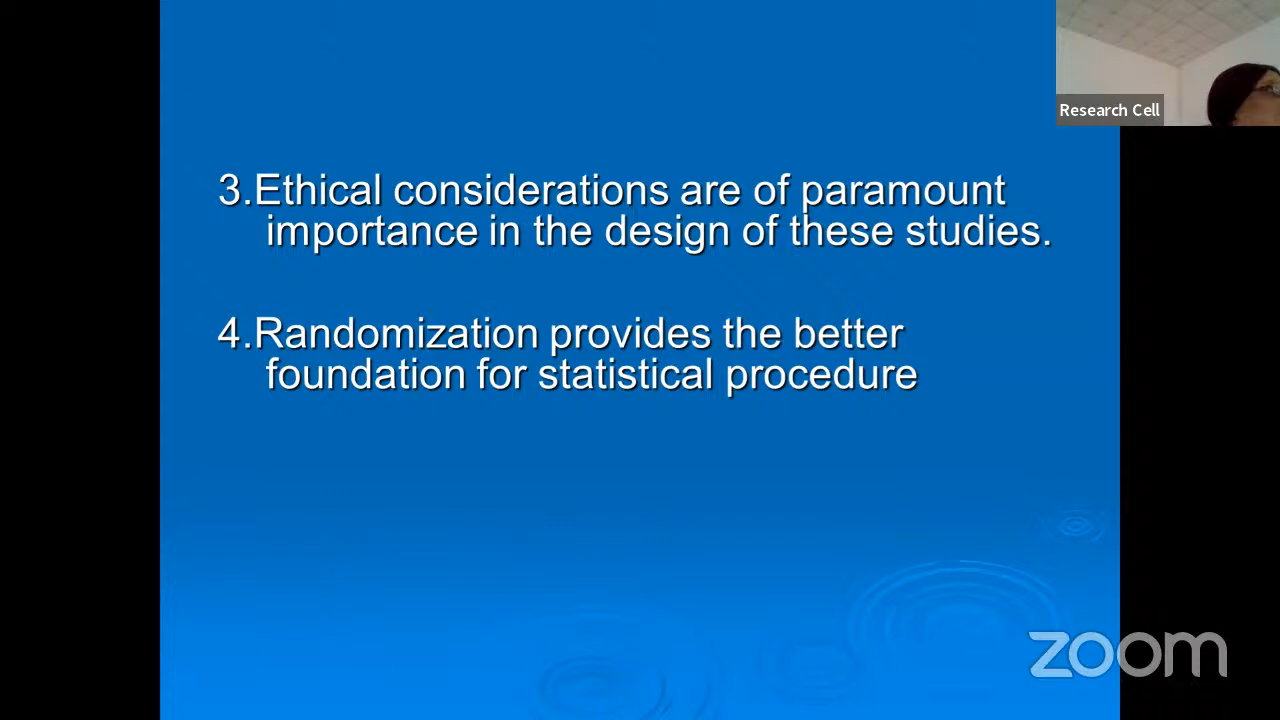 Research Cell
3.Ethical considerations are of paramount
importance in the design of these studies.
4.Randomization provides the better
foundation for statistical procedure
zoom